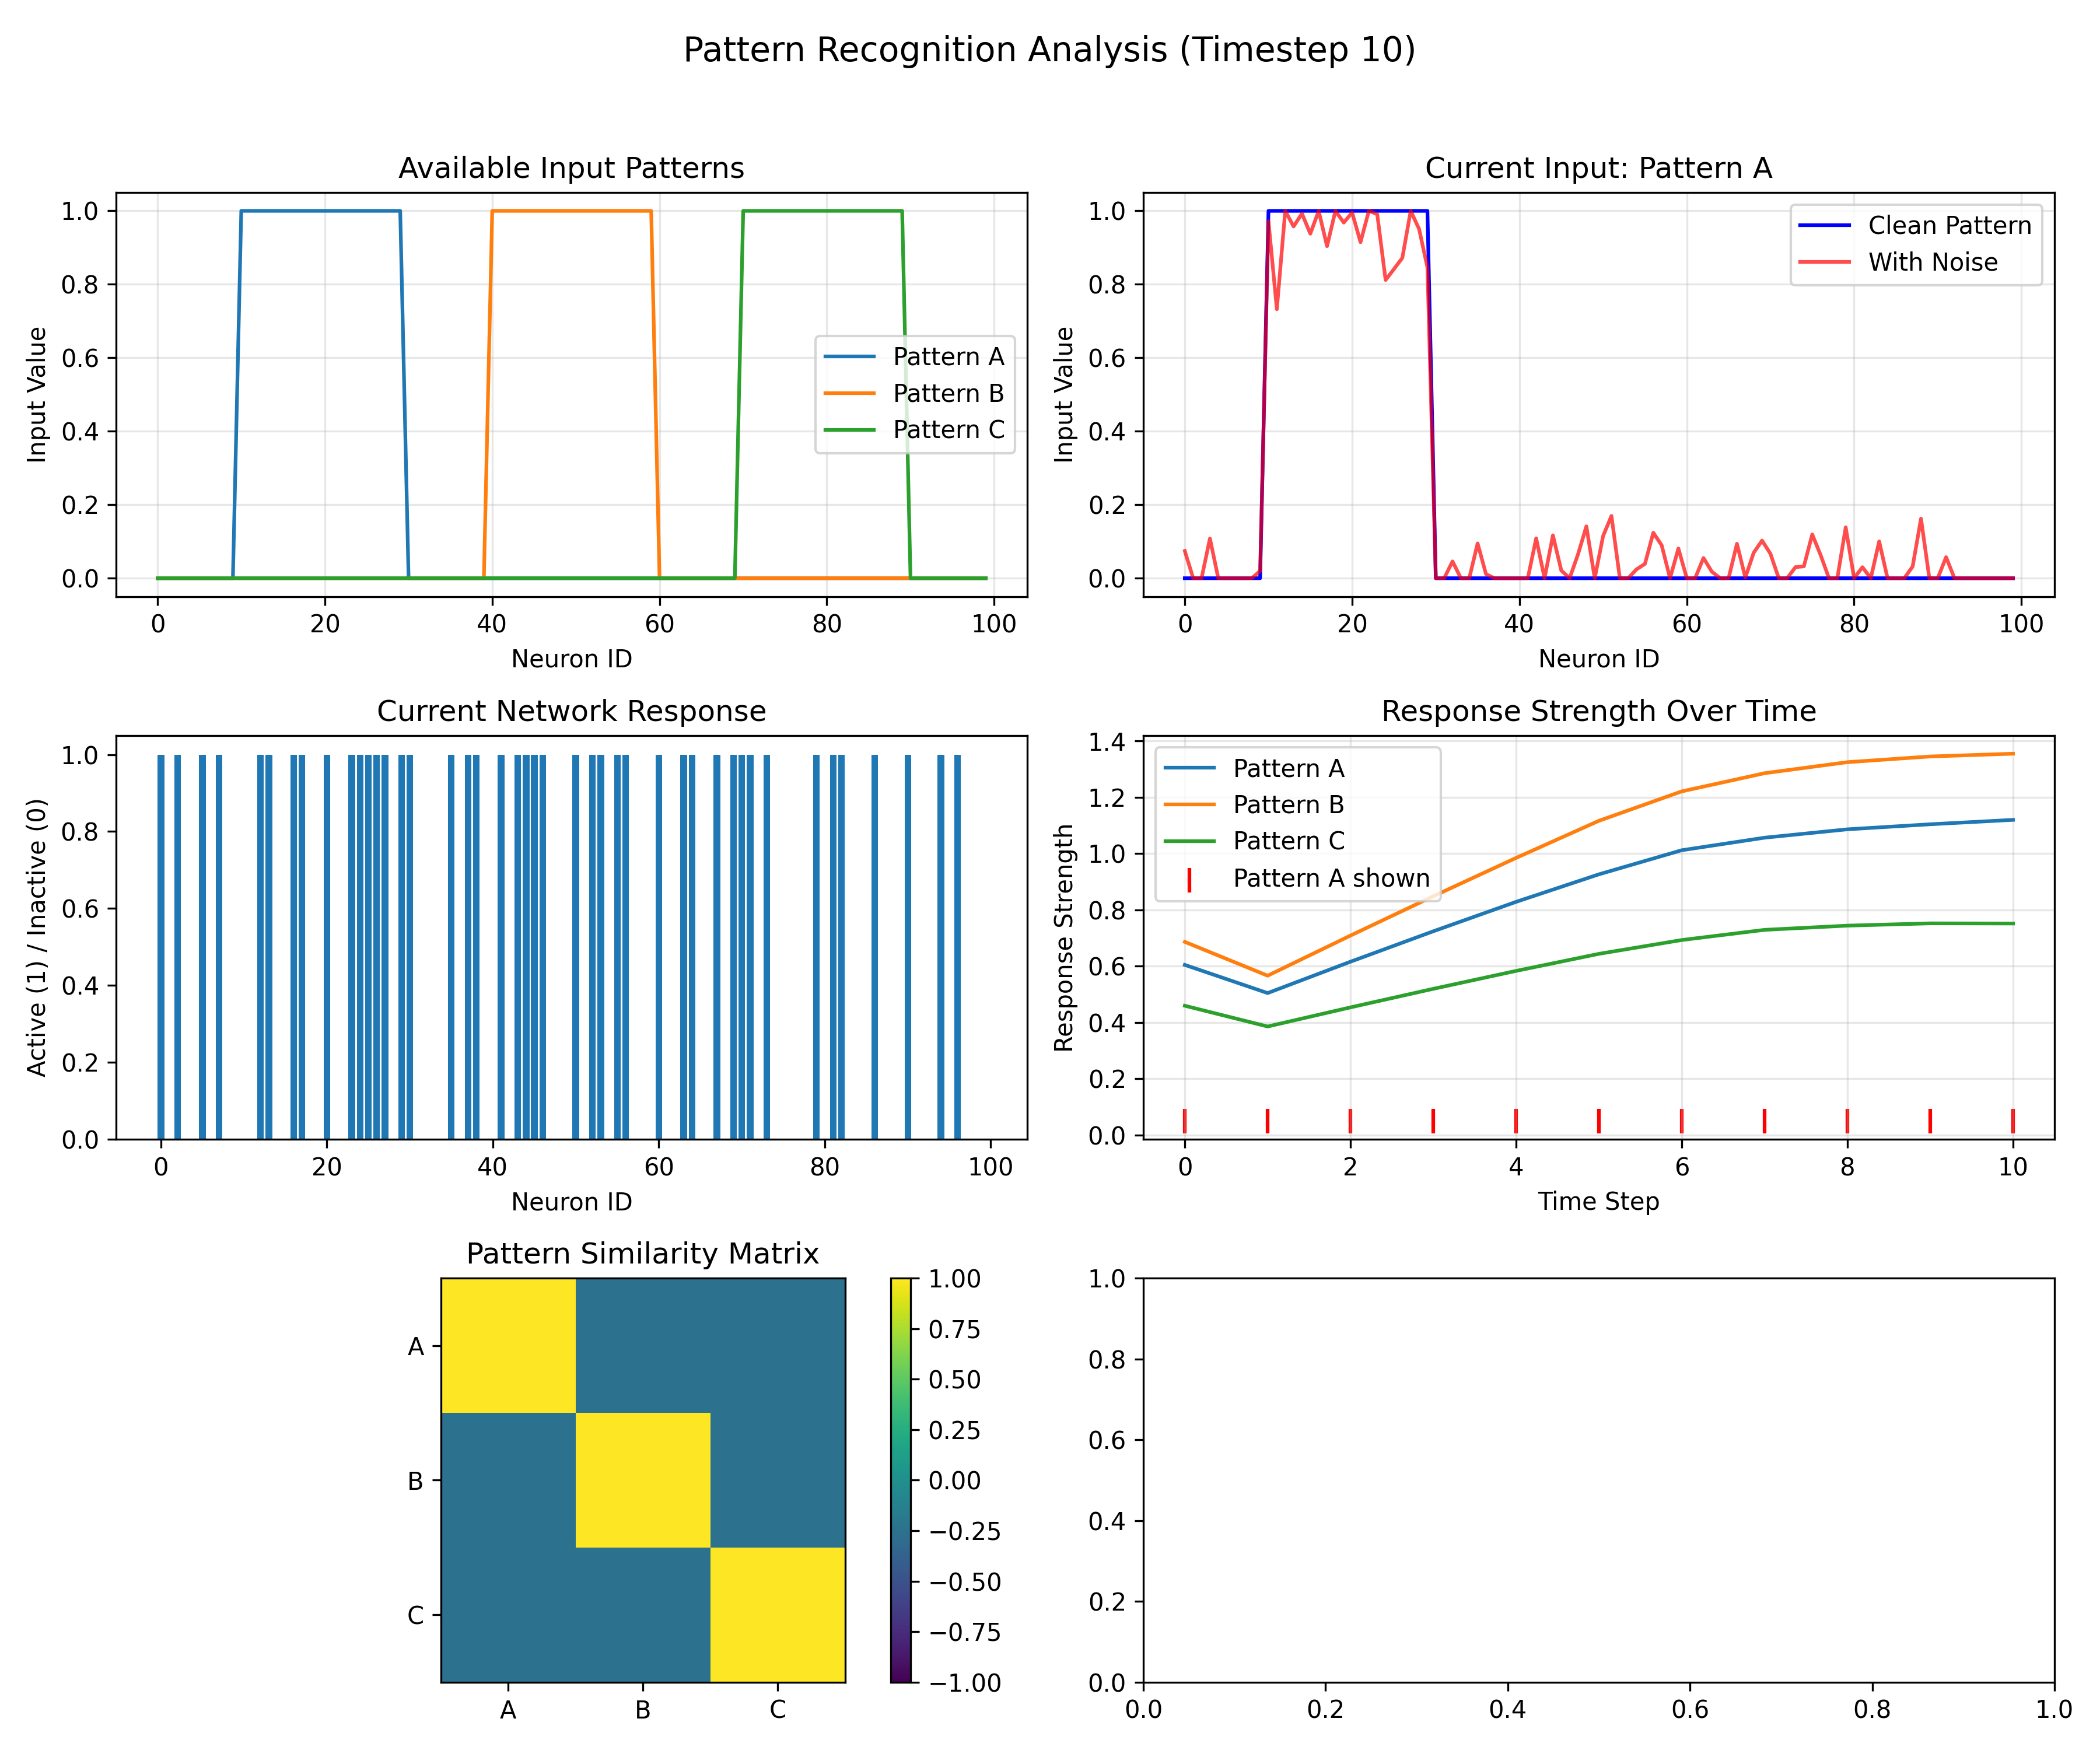 Pattern Recognition Analysis (Timestep 10)
Available Input Patterns
1.0
0.8
0.6
0.4
0.2
0.0
Input Value
Pattern A
Pattern B
Pattern C
0 20 40 60 80 100
Neuron ID
Current Input: Pattern A
1.0
0.8
0.6
0.4
0.2
0.0
Input Value
Clean Pattern
With Noise
0 20 40 60 80 100
Neuron ID
Current Network Response
1.0
0.8
0.6
0.4
0.2
0.0
Active (1) / Inactive (0)
0 20 40 60 80 100
Neuron ID
Response Strength Over Time
1.4
1.2
1.0
0.8
0.6
0.4
0.2
0.0
Response Strength
Pattern A
Pattern B
Pattern C
Pattern A shown
0 2 4 6 8 10
Time Step
Pattern Similarity Matrix
A
B
C
A B C
1.00
0.75
0.50
0.25
0.00
−0.25
−0.50
−0.75
−1.00
1.0
0.8
0.6
0.4
0.2
0.0
0.0 0.2 0.4 0.6 0.8 1.0